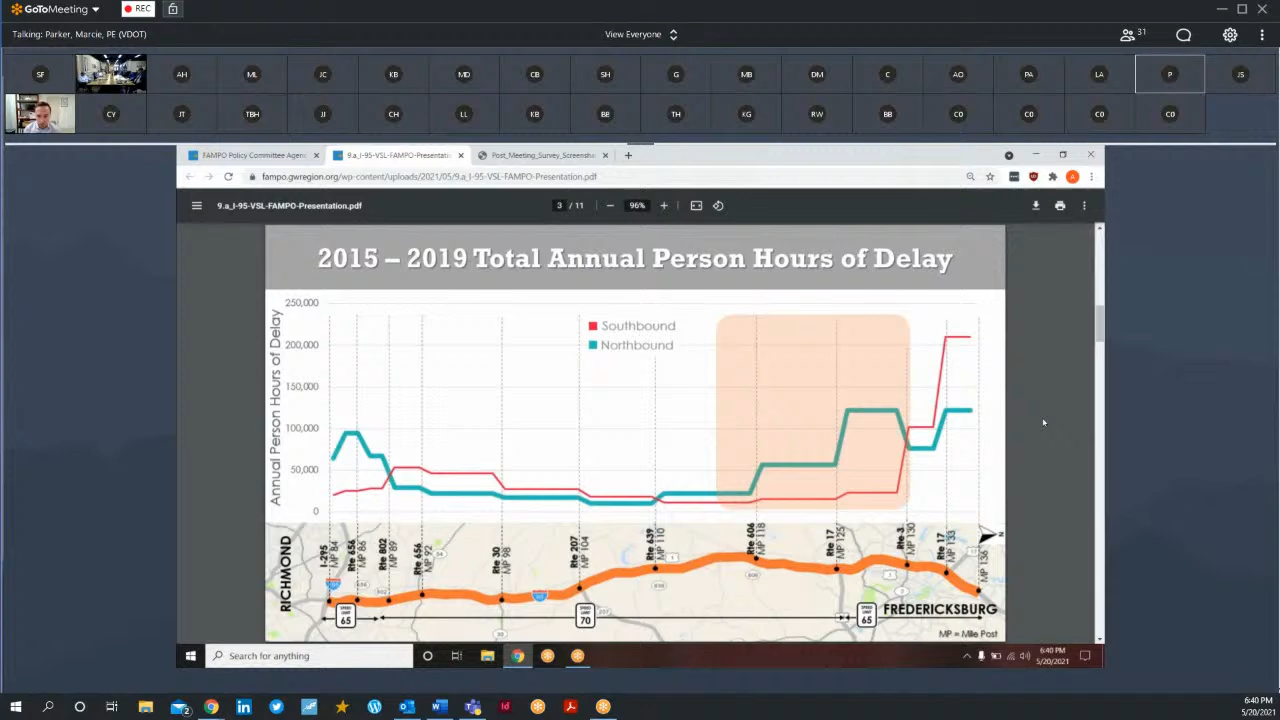 GoToMeeting
REC
Talking: Parker, Marcie, PE (VDOT)
View Everyone
31
SF
AH
ML
JC
KB
MD
CB
SH
G
MB
DM
C
AO
PA
LA
P
JS
CY
JT
TBH
JJ
CH
LL
KB
BB
TH
KG
RW
BB
C0
C0
C0
C0
FAMPO Policy Committee Agen
9.a_I-95-VSL-FAMPO-Presentatio
Post_Meeting_Survey_Screensh
fampo.gwregion.org/wp-content/uploads/2021/05/9.a_I-95-VSL-FAMPO-Presentation.pdf
A
9.a_I-95-VSL-FAMPO-Presentation.pdf
3 / 11
96%
2015 – 2019 Total Annual Person Hours of Delay
Annual Person Hours of Delay
250,000
200,000
150,000
100,000
50,000
0
Southbound
Northbound
RICHMOND
I-295
MP 84
Rte 656
MP 86
Rte 802
MP 89
Rte 656
MP 92
Rte 30
MP 98
Rte 207
MP 104
Rte 639
MP 110
Rte 606
MP 118
Rte 17
MP 125
Rte 3
MP 130
Rte 17
MP 133
MP 136
N
FREDERICKSBURG
SPEED LIMIT 65
SPEED LIMIT 70
SPEED LIMIT 65
MP = Mile Post
Search for anything
6:40 PM
5/20/2021
6:40 PM
5/20/2021